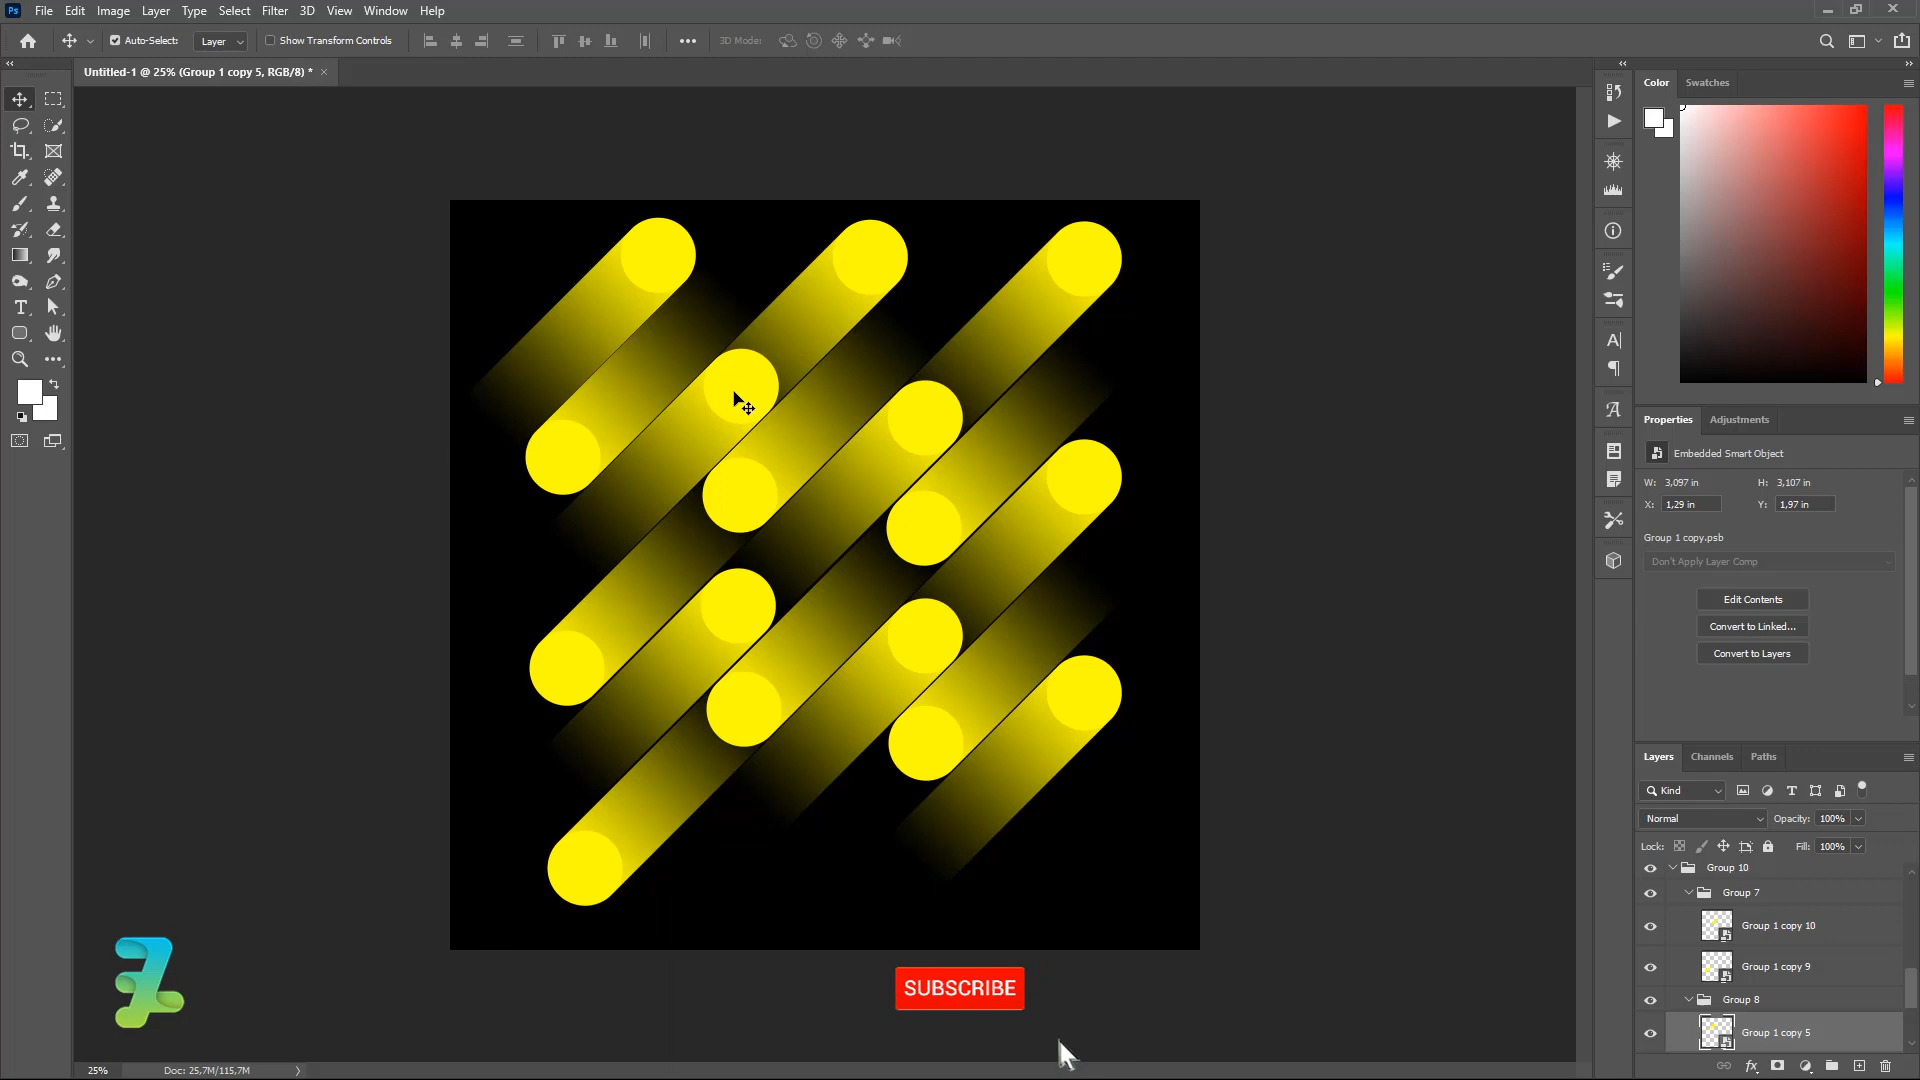 Ps File Edit Image Layer Type Select Filter 3D View Window Help
Auto-Select: Layer Show Transform Controls 3D Mode:
Untitled-1 @ 25% (Group 1 copy 5, RGB/8) *
Color Swatches
Properties Adjustments
Embedded Smart Object
W: 3,097 in H: 3,107 in
X: 1,29 in Y: 1,97 in
Group 1 copy.psb
Don't Apply Layer Comp
Edit Contents
Convert to Linked...
Convert to Layers
Layers Channels Paths
Kind
Normal Opacity: 100%
Lock: Fill: 100%
Group 10
Group 7
Group 1 copy 10
Group 1 copy 9
Group 8
Group 1 copy 5
SUBSCRIBE
25% Doc: 25,7M/115,7M